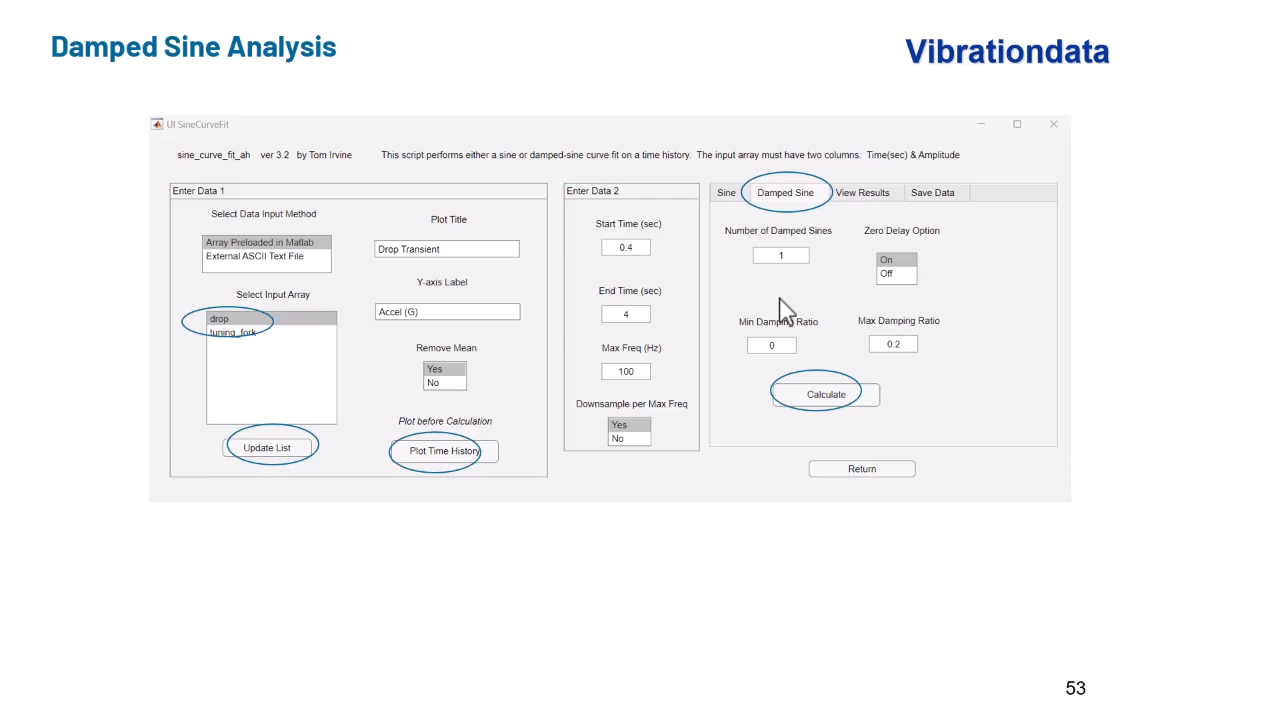 Damped Sine Analysis
Vibrationdata
UI SineCurveFit
sine_curve_fit_ah ver 3.2 by Tom Irvine This script performs either a sine or damped-sine curve fit on a time history. The input array must have two columns: Time(sec) & Amplitude
Enter Data 1
Select Data Input Method
Array Preloaded in Matlab
External ASCII Text File
Select Input Array
drop
tuning_fork
Update List
Plot Title
Drop Transient
Y-axis Label
Accel (G)
Remove Mean
Yes
No
Plot before Calculation
Plot Time History
Enter Data 2
Start Time (sec)
0.4
End Time (sec)
4
Max Freq (Hz)
100
Downsample per Max Freq
Yes
No
Sine Damped Sine View Results Save Data
Number of Damped Sines
1
Zero Delay Option
On
Off
Min Damping Ratio
0
Max Damping Ratio
0.2
Calculate
Return
53